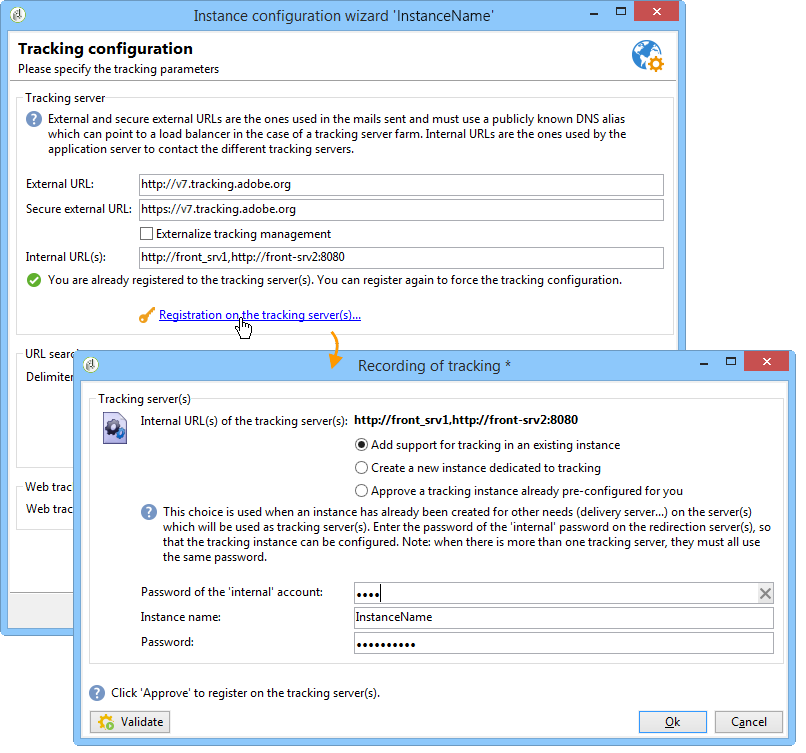 Instance configuration wizard 'InstanceName'
Tracking configuration
Please specify the tracking parameters
Tracking server
External and secure external URLs are the ones used in the mails sent and must use a publicly known DNS alias
which can point to a load balancer in the case of a tracking server farm. Internal URLs are the ones used by the
application server to contact the different tracking servers.
External URL: http://v7.tracking.adobe.org
Secure external URL: https://v7.tracking.adobe.org
Externalize tracking management
Internal URL(s): http://front_srv1,http://front-srv2:8080
You are already registered to the tracking server(s). You can register again to force the tracking configuration.
Registration on the tracking server(s)...
URL sear
Delimiter
Web trac
Web trac
Recording of tracking *
Tracking server(s)
Internal URL(s) of the tracking server(s): http://front_srv1,http://front-srv2:8080
Add support for tracking in an existing instance
Create a new instance dedicated to tracking
Approve a tracking instance already pre-configured for you
This choice is used when an instance has already been created for other needs (delivery server...) on the server(s)
which will be used as tracking server(s). Enter the password of the 'internal' password on the redirection server(s), so
that the tracking instance can be configured. Note: when there is more than one tracking server, they must all use
the same password.
Password of the 'internal' account: ••••
Instance name: InstanceName
Password: ••••••••••
Click 'Approve' to register on the tracking server(s).
Validate
Ok
Cancel